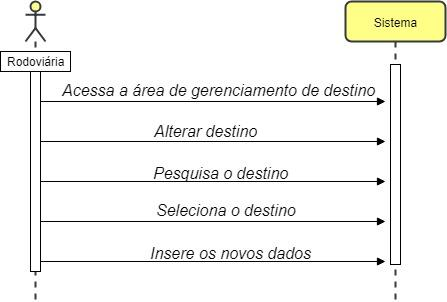 Rodoviária
Sistema
Acessa a área de gerenciamento de destino
Alterar destino
Pesquisa o destino
Seleciona o destino
Insere os novos dados